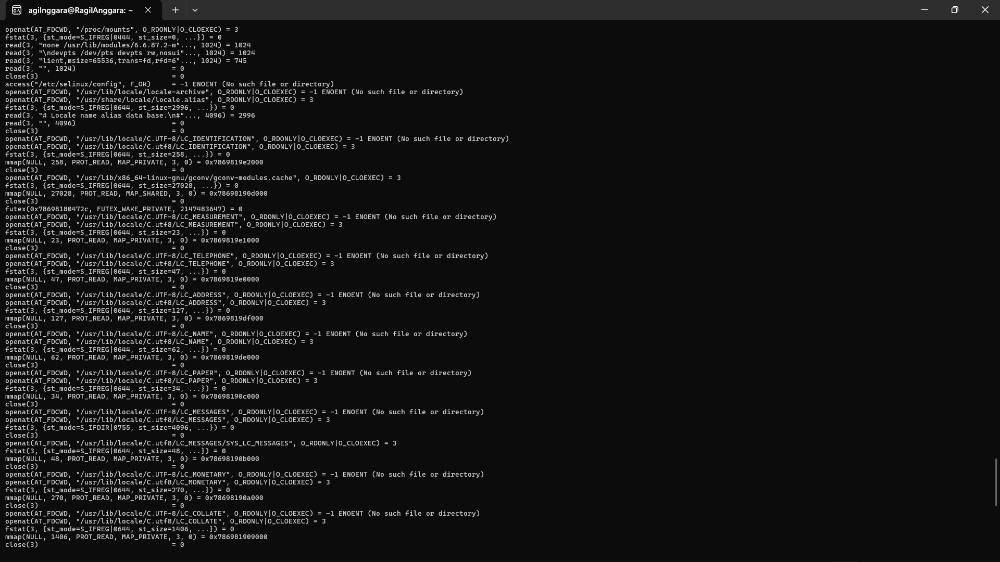 agilnggara@RagilAnggara: ~
openat(AT_FDCWD, "/proc/mounts", O_RDONLY|O_CLOEXEC) = 3
fstat(3, {st_mode=S_IFREG|0444, st_size=0, ...}) = 0
read(3, "none /usr/lib/modules/6.6.87.2-m"..., 1024) = 1024
read(3, "\ndevpts /dev/pts devpts rw,nosui"..., 1024) = 1024
read(3, "lient,msize=65536,trans=fd,rfd=6"..., 1024) = 745
read(3, "", 1024)                       = 0
close(3)                                = 0
access("/etc/selinux/config", F_OK)     = -1 ENOENT (No such file or directory)
openat(AT_FDCWD, "/usr/lib/locale/locale-archive", O_RDONLY|O_CLOEXEC) = -1 ENOENT (No such file or directory)
openat(AT_FDCWD, "/usr/share/locale/locale.alias", O_RDONLY|O_CLOEXEC) = 3
fstat(3, {st_mode=S_IFREG|0644, st_size=2996, ...}) = 0
read(3, "# Locale name alias data base.\n#"..., 4096) = 2996
read(3, "", 4096)                       = 0
close(3)                                = 0
openat(AT_FDCWD, "/usr/lib/locale/C.UTF-8/LC_IDENTIFICATION", O_RDONLY|O_CLOEXEC) = -1 ENOENT (No such file or directory)
openat(AT_FDCWD, "/usr/lib/locale/C.utf8/LC_IDENTIFICATION", O_RDONLY|O_CLOEXEC) = 3
fstat(3, {st_mode=S_IFREG|0644, st_size=258, ...}) = 0
mmap(NULL, 258, PROT_READ, MAP_PRIVATE, 3, 0) = 0x7869819e2000
close(3)                                = 0
openat(AT_FDCWD, "/usr/lib/x86_64-linux-gnu/gconv/gconv-modules.cache", O_RDONLY|O_CLOEXEC) = 3
fstat(3, {st_mode=S_IFREG|0644, st_size=27028, ...}) = 0
mmap(NULL, 27028, PROT_READ, MAP_SHARED, 3, 0) = 0x78698190d000
close(3)                                = 0
futex(0x78698180472c, FUTEX_WAKE_PRIVATE, 2147483647) = 0
openat(AT_FDCWD, "/usr/lib/locale/C.UTF-8/LC_MEASUREMENT", O_RDONLY|O_CLOEXEC) = -1 ENOENT (No such file or directory)
openat(AT_FDCWD, "/usr/lib/locale/C.utf8/LC_MEASUREMENT", O_RDONLY|O_CLOEXEC) = 3
fstat(3, {st_mode=S_IFREG|0644, st_size=23, ...}) = 0
mmap(NULL, 23, PROT_READ, MAP_PRIVATE, 3, 0) = 0x7869819e1000
close(3)                                = 0
openat(AT_FDCWD, "/usr/lib/locale/C.UTF-8/LC_TELEPHONE", O_RDONLY|O_CLOEXEC) = -1 ENOENT (No such file or directory)
openat(AT_FDCWD, "/usr/lib/locale/C.utf8/LC_TELEPHONE", O_RDONLY|O_CLOEXEC) = 3
fstat(3, {st_mode=S_IFREG|0644, st_size=47, ...}) = 0
mmap(NULL, 47, PROT_READ, MAP_PRIVATE, 3, 0) = 0x7869819e0000
close(3)                                = 0
openat(AT_FDCWD, "/usr/lib/locale/C.UTF-8/LC_ADDRESS", O_RDONLY|O_CLOEXEC) = -1 ENOENT (No such file or directory)
openat(AT_FDCWD, "/usr/lib/locale/C.utf8/LC_ADDRESS", O_RDONLY|O_CLOEXEC) = 3
fstat(3, {st_mode=S_IFREG|0644, st_size=127, ...}) = 0
mmap(NULL, 127, PROT_READ, MAP_PRIVATE, 3, 0) = 0x7869819df000
close(3)                                = 0
openat(AT_FDCWD, "/usr/lib/locale/C.UTF-8/LC_NAME", O_RDONLY|O_CLOEXEC) = -1 ENOENT (No such file or directory)
openat(AT_FDCWD, "/usr/lib/locale/C.utf8/LC_NAME", O_RDONLY|O_CLOEXEC) = 3
fstat(3, {st_mode=S_IFREG|0644, st_size=62, ...}) = 0
mmap(NULL, 62, PROT_READ, MAP_PRIVATE, 3, 0) = 0x7869819de000
close(3)                                = 0
openat(AT_FDCWD, "/usr/lib/locale/C.UTF-8/LC_PAPER", O_RDONLY|O_CLOEXEC) = -1 ENOENT (No such file or directory)
openat(AT_FDCWD, "/usr/lib/locale/C.utf8/LC_PAPER", O_RDONLY|O_CLOEXEC) = 3
fstat(3, {st_mode=S_IFREG|0644, st_size=34, ...}) = 0
mmap(NULL, 34, PROT_READ, MAP_PRIVATE, 3, 0) = 0x78698190c000
close(3)                                = 0
openat(AT_FDCWD, "/usr/lib/locale/C.UTF-8/LC_MESSAGES", O_RDONLY|O_CLOEXEC) = -1 ENOENT (No such file or directory)
openat(AT_FDCWD, "/usr/lib/locale/C.utf8/LC_MESSAGES", O_RDONLY|O_CLOEXEC) = 3
fstat(3, {st_mode=S_IFDIR|0755, st_size=4096, ...}) = 0
close(3)                                = 0
openat(AT_FDCWD, "/usr/lib/locale/C.utf8/LC_MESSAGES/SYS_LC_MESSAGES", O_RDONLY|O_CLOEXEC) = 3
fstat(3, {st_mode=S_IFREG|0644, st_size=48, ...}) = 0
mmap(NULL, 48, PROT_READ, MAP_PRIVATE, 3, 0) = 0x78698190b000
close(3)                                = 0
openat(AT_FDCWD, "/usr/lib/locale/C.UTF-8/LC_MONETARY", O_RDONLY|O_CLOEXEC) = -1 ENOENT (No such file or directory)
openat(AT_FDCWD, "/usr/lib/locale/C.utf8/LC_MONETARY", O_RDONLY|O_CLOEXEC) = 3
fstat(3, {st_mode=S_IFREG|0644, st_size=270, ...}) = 0
mmap(NULL, 270, PROT_READ, MAP_PRIVATE, 3, 0) = 0x78698190a000
close(3)                                = 0
openat(AT_FDCWD, "/usr/lib/locale/C.UTF-8/LC_COLLATE", O_RDONLY|O_CLOEXEC) = -1 ENOENT (No such file or directory)
openat(AT_FDCWD, "/usr/lib/locale/C.utf8/LC_COLLATE", O_RDONLY|O_CLOEXEC) = 3
fstat(3, {st_mode=S_IFREG|0644, st_size=1406, ...}) = 0
mmap(NULL, 1406, PROT_READ, MAP_PRIVATE, 3, 0) = 0x786981909000
close(3)                                = 0